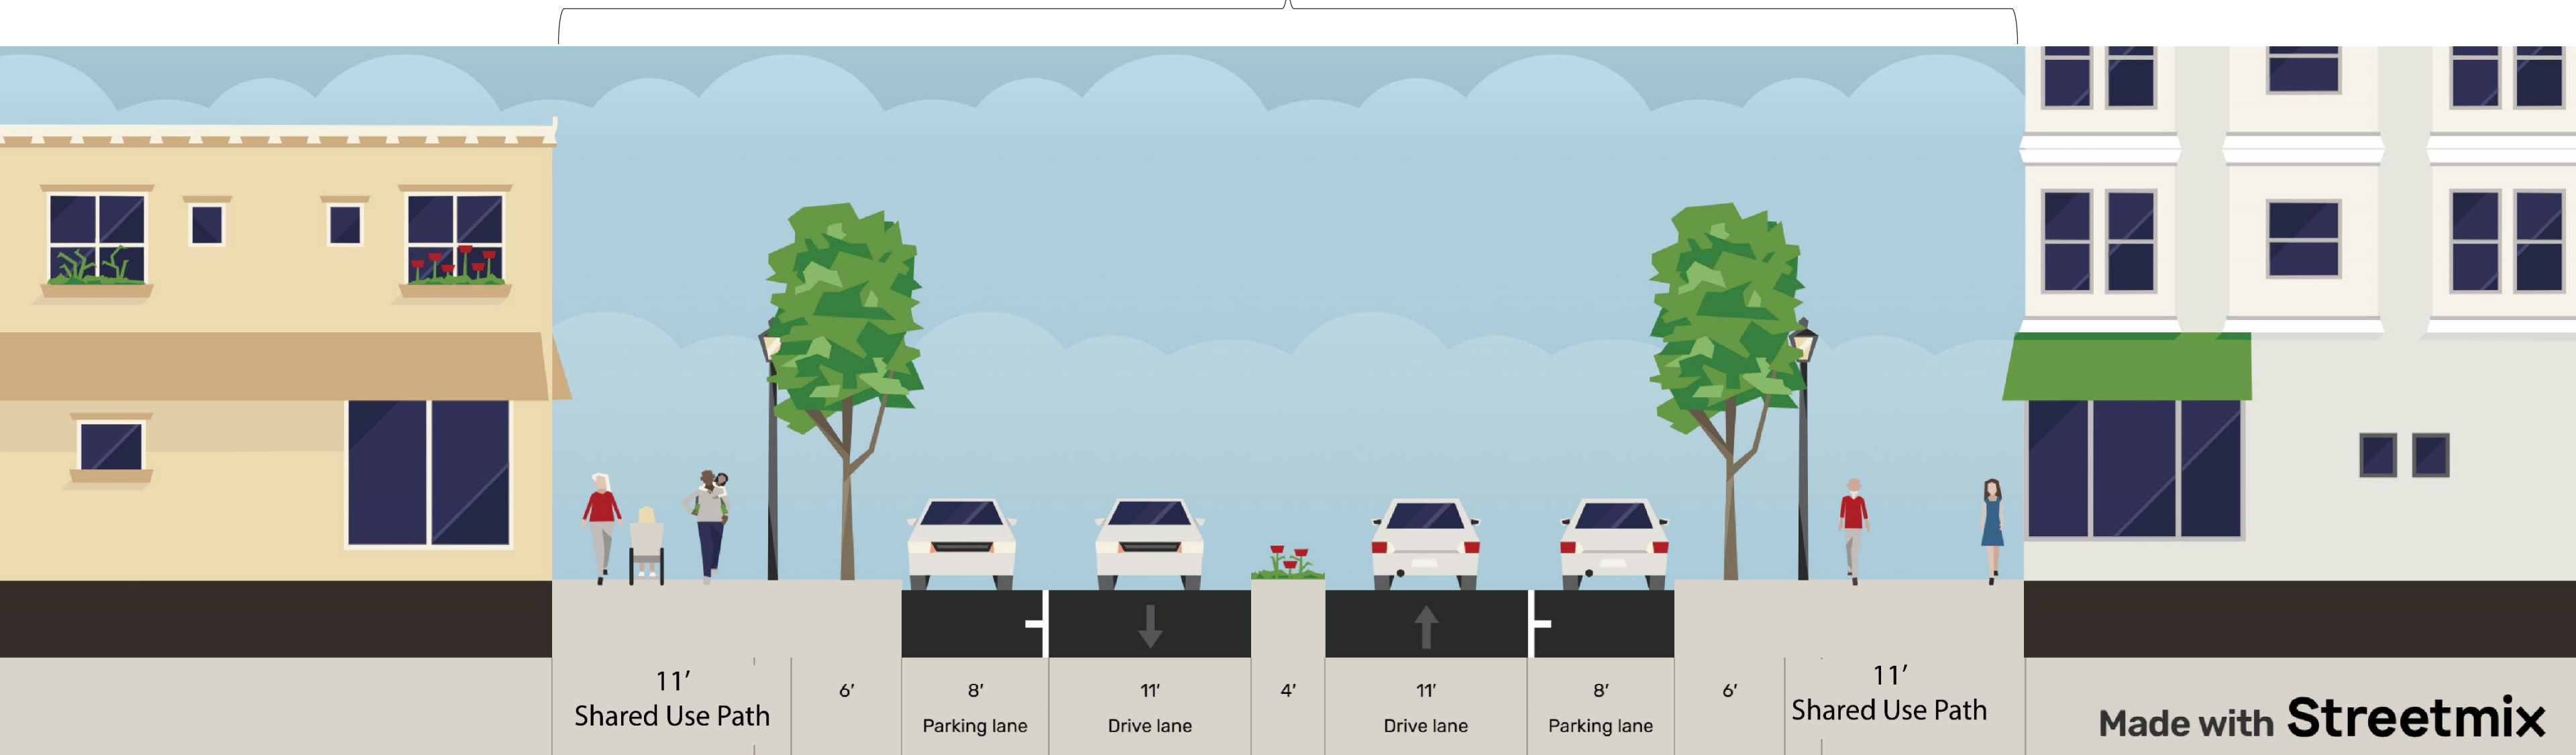 11′
Shared Use Path
6′
8′
Parking lane
11′
Drive lane
4′
11′
Drive lane
8′
Parking lane
6′
11′
Shared Use Path
Made with Streetmix